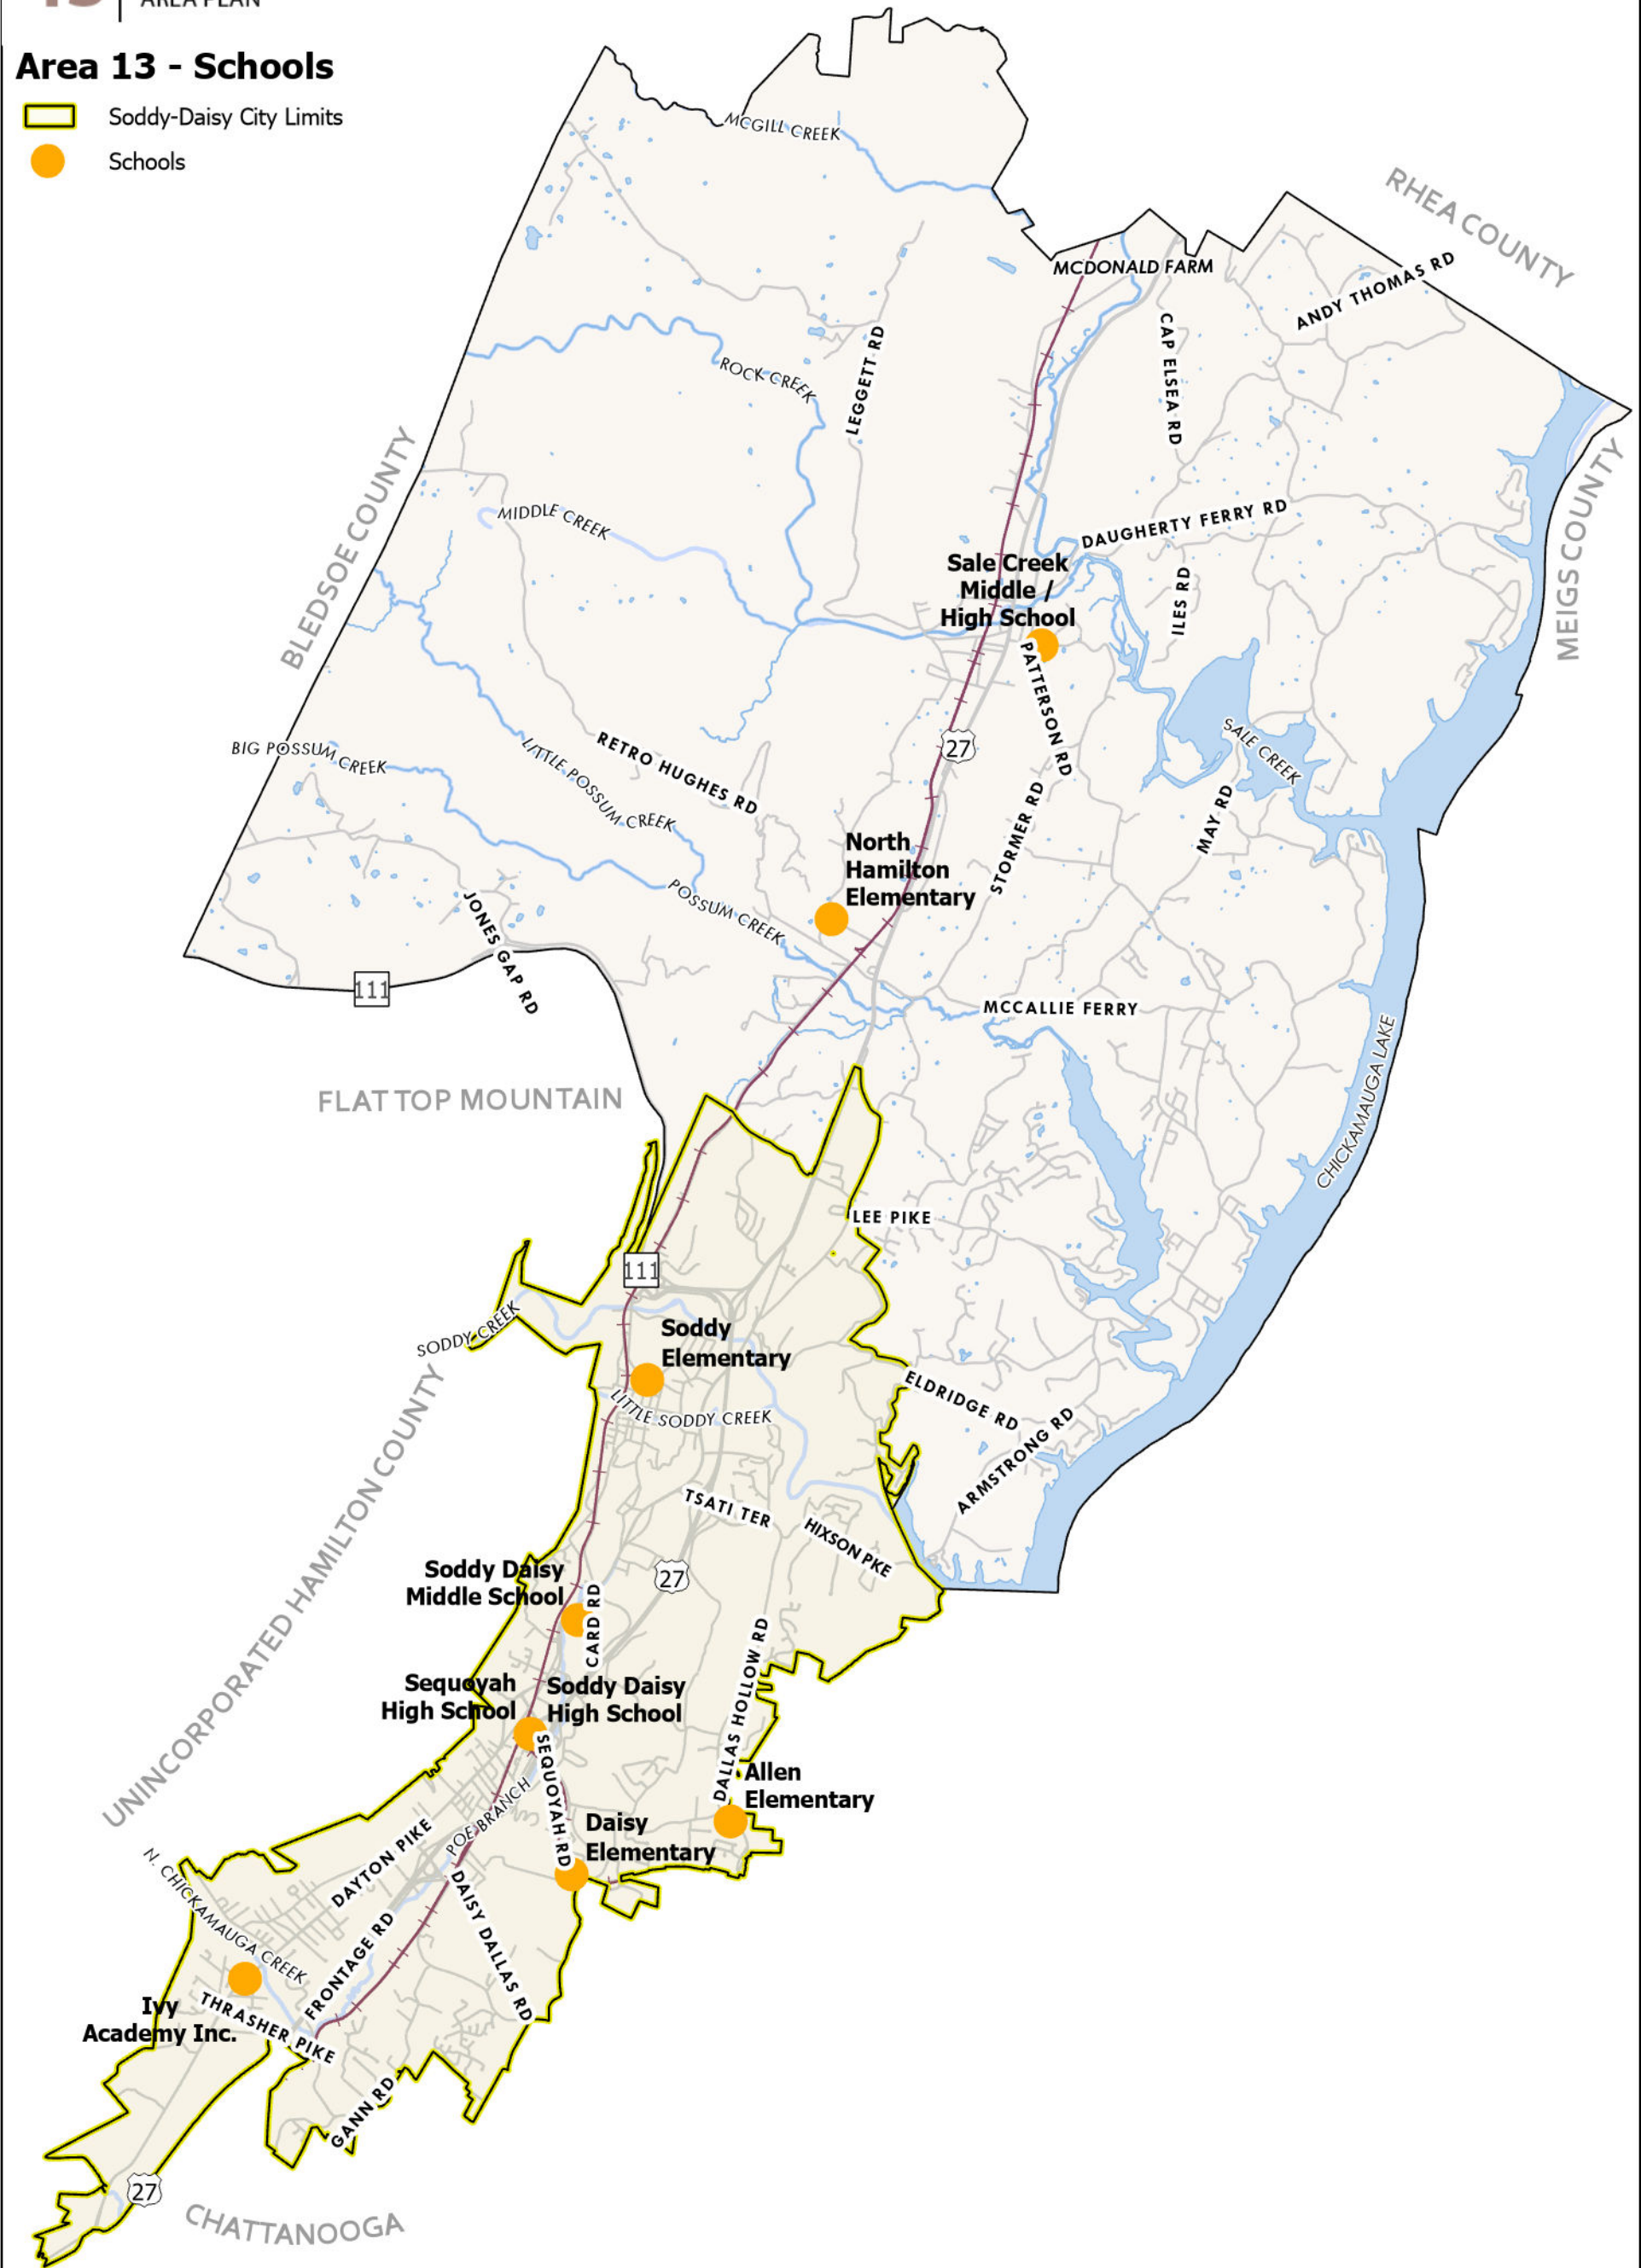 13
AREA PLAN
Area 13 - Schools
Soddy-Daisy City Limits
Schools
MCGILL CREEK
RHEA COUNTY
MCDONALD FARM
ANDY THOMAS RD
CAP ELSEA RD
LEGGETT RD
ROCK CREEK
BLEDSOE COUNTY
MEIGS COUNTY
MIDDLE CREEK
DAUGHERTY FERRY RD
Sale Creek
Middle /
High School
ILES RD
PATTERSON RD
SALE CREEK
27
BIG POSSUM CREEK
LITTLE POSSUM CREEK
RETRO HUGHES RD
STORMER RD
MAY RD
North
Hamilton
Elementary
POSSUM CREEK
JONES GAP RD
111
MCCALLIE FERRY
CHICKAMAUGA LAKE
FLAT TOP MOUNTAIN
LEE PIKE
111
SODDY CREEK
Soddy
Elementary
LITTLE SODDY CREEK
ELDRIDGE RD
ARMSTRONG RD
UNINCORPORATED HAMILTON COUNTY
TSATI TER
HIXSON PKE
27
Soddy Daisy
Middle School
CARD RD
Sequoyah
High School
Soddy Daisy
High School
DALLAS HOLLOW RD
SEQUOYAH RD
Allen
Elementary
POE BRANCH
DAYTON PIKE
Daisy
Elementary
N. CHICKAMAUGA CREEK
DAISY DALLAS RD
FRONTAGE RD
Ivy
Academy Inc.
THRASHER PIKE
GANN RD
27
CHATTANOOGA